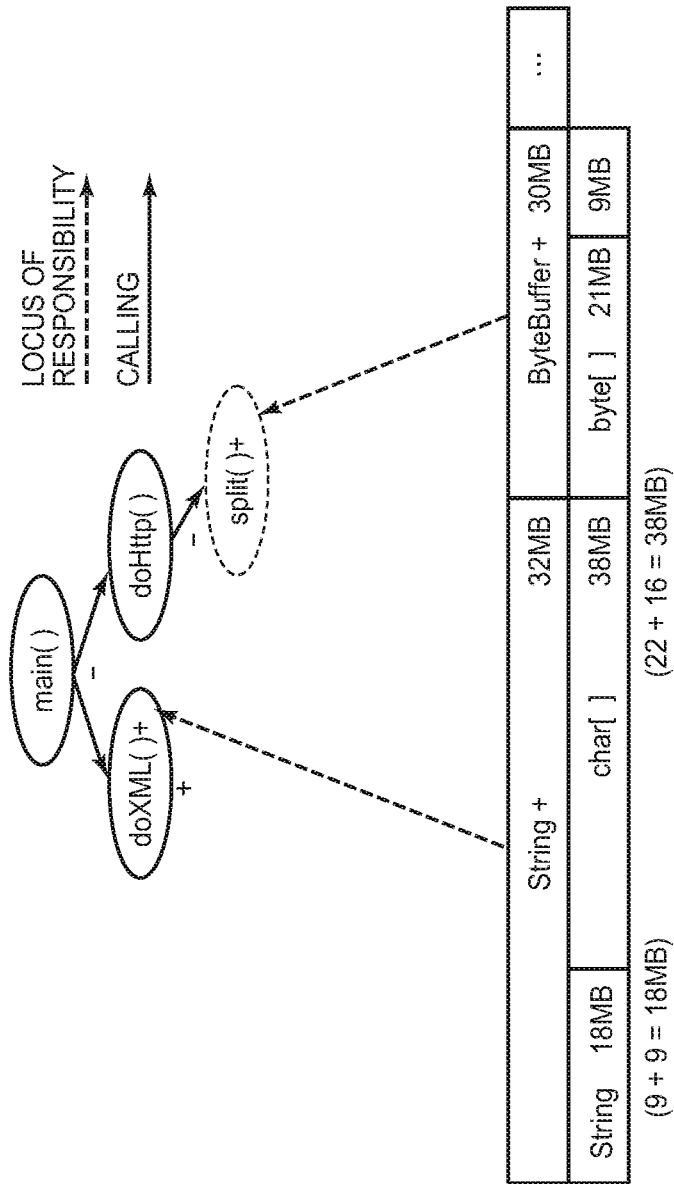 LOCUS OF
RESPONSIBILITY
CALLING
main( )
–
doXML( )+
+
doHttp( )
–
split( )+
String + 32MB
ByteBuffer + 30MB
...
String 18MB
char[ ] 38MB
byte[ ] 21MB
9MB
(9 + 9 = 18MB)
(22 + 16 = 38MB)